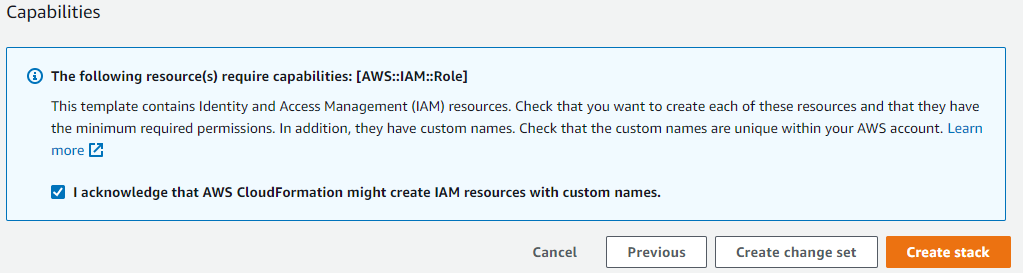 Capabilities
The following resource(s) require capabilities: [AWS::IAM::Role]
This template contains Identity and Access Management (IAM) resources. Check that you want to create each of these resources and that they have
the minimum required permissions. In addition, they have custom names. Check that the custom names are unique within your AWS account. Learn
more
I acknowledge that AWS CloudFormation might create IAM resources with custom names.
Cancel Previous Create change set Create stack